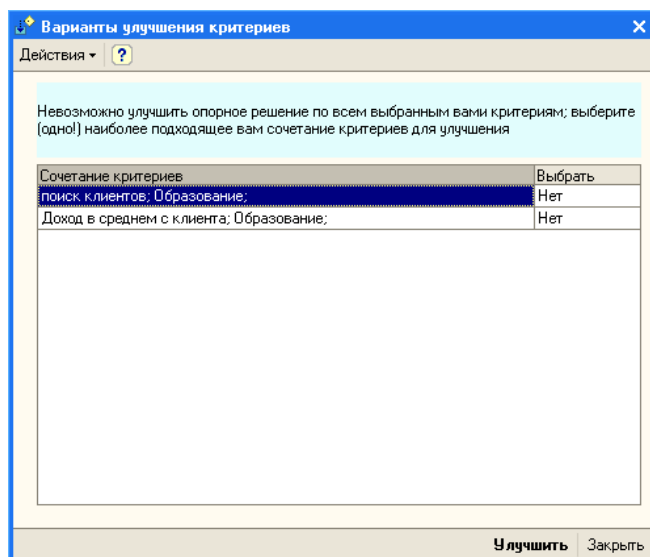 Варианты улучшения критериев
Действия
?
Невозможно улучшить опорное решение по всем выбранным вами критериям; выберите
(одно!) наиболее подходящее вам сочетание критериев для улучшения
Сочетание критериев Выбрать
поиск клиентов; Образование; Нет
Доход в среднем с клиента; Образование; Нет
Улучшить Закрыть